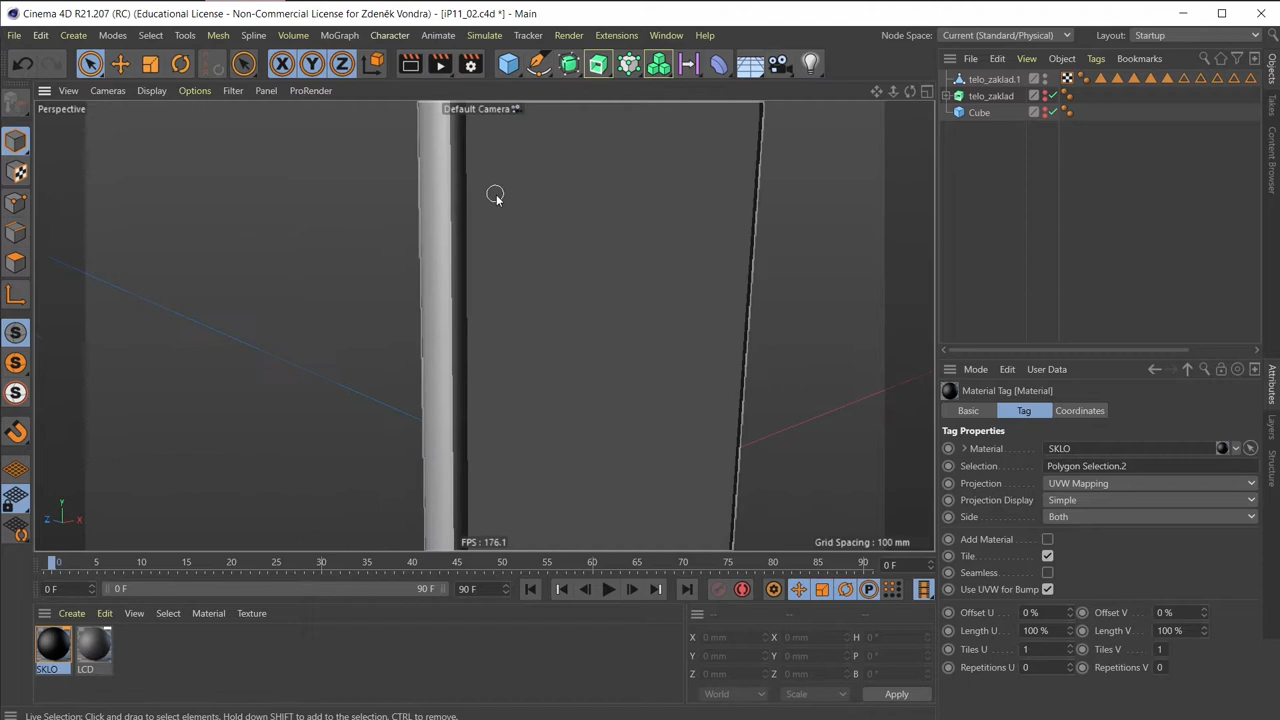 Cinema 4D R21.207 (RC) (Educational License - Non-Commercial License for Zdeněk Vondra) - [iP11_02.c4d *] - Main
File Edit Create Modes Select Tools Mesh Spline Volume MoGraph Character Animate Simulate Tracker Render Extensions Window Help Node Space: Current (Standard/Physical) Layout: Startup
X Y Z
File Edit View Object Tags Bookmarks
View Cameras Display Options Filter Panel ProRender
telo_zaklad.1
telo_zaklad
Cube
Perspective
Default Camera
Objects
Takes
Content Browser
S
S
S
Y
Z X
FPS : 176.1
Grid Spacing : 100 mm
Mode Edit User Data
Material Tag [Material]
Basic Tag Coordinates
Tag Properties
Material SKLO
Selection Polygon Selection.2
Projection UVW Mapping
Projection Display Simple
Side Both
Add Material
Tile
Seamless
Use UVW for Bump
Offset U 0 % Offset V 0 %
Length U 100 % Length V 100 %
Tiles U 1 Tiles V 1
Repetitions U 0 Repetitions V 0
Attributes
Layers
Structure
0 5 10 15 20 25 30 35 40 45 50 55 60 65 70 75 80 85 90 0 F
0 F 0 F 90 F 90 F P
Create Edit View Select Material Texture
-- -- --
SKLO LCD
X 0 mm X 0 mm H 0 °
Y 0 mm Y 0 mm P 0 °
Z 0 mm Z 0 mm B 0 °
World Scale Apply
Live Selection: Click and drag to select elements. Hold down SHIFT to add to the selection, CTRL to remove.